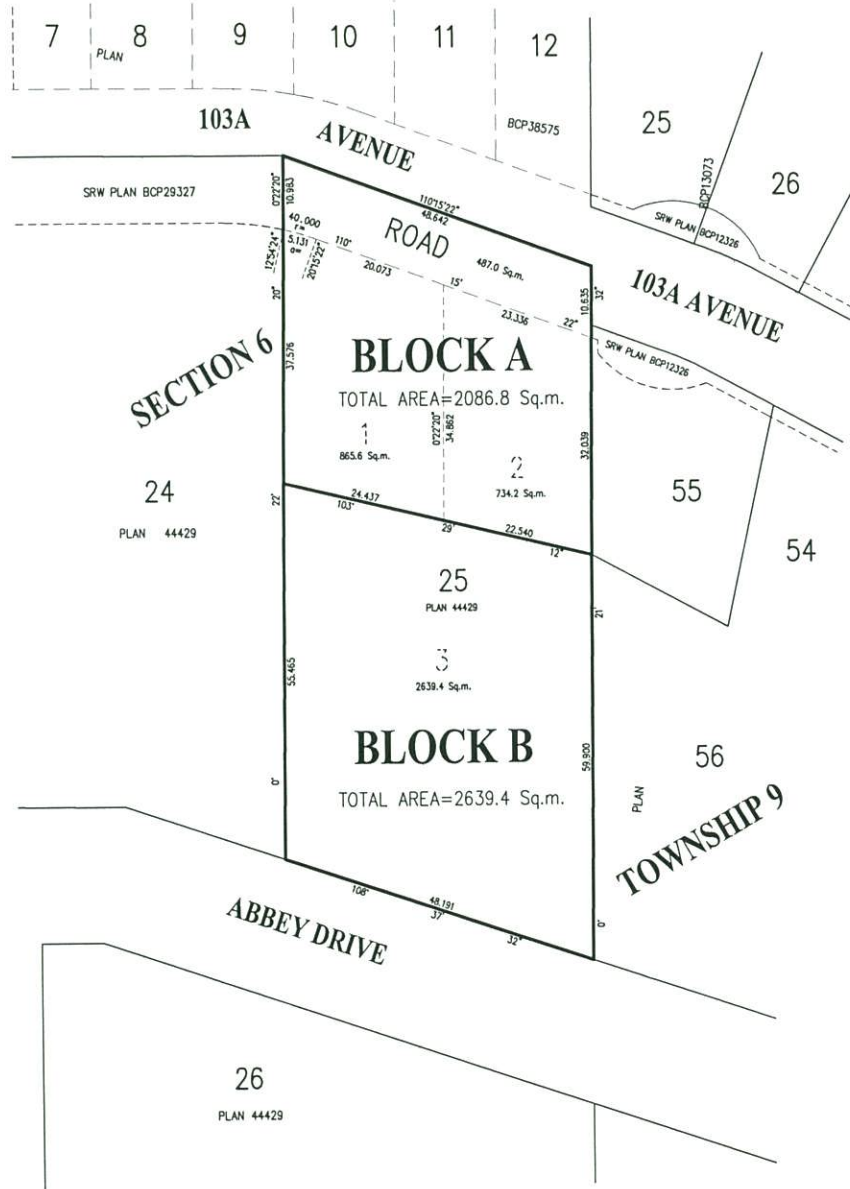 7
8
9
10
11
12
PLAN
BCP38575
25
26
BCP13073
103A
AVENUE
SRW PLAN BCP29327
SRW PLAN BCP12326
0°22'20"
10.983
110°15'22"
48.642
ROAD
487.0 Sq.m.
103A AVENUE
40.000
r=
5.131
a=
12°54'24"
20°15'22"
110°
20.073
15'
23.336
22"
10.635
32"
20"
37.576
SECTION 6
BLOCK A
TOTAL AREA=2086.8 Sq.m.
SRW PLAN BCP12326
1
865.6 Sq.m.
0°22'20"
34.862
2
734.2 Sq.m.
32.039
24
PLAN 44429
22'
24.437
103°
29'
22.540
12"
55
54
25
PLAN 44429
21'
3
2639.4 Sq.m.
55.465
0°
BLOCK B
TOTAL AREA=2639.4 Sq.m.
59.900
56
PLAN
TOWNSHIP 9
0°
108°
48.191
37'
32"
ABBEY DRIVE
26
PLAN 44429